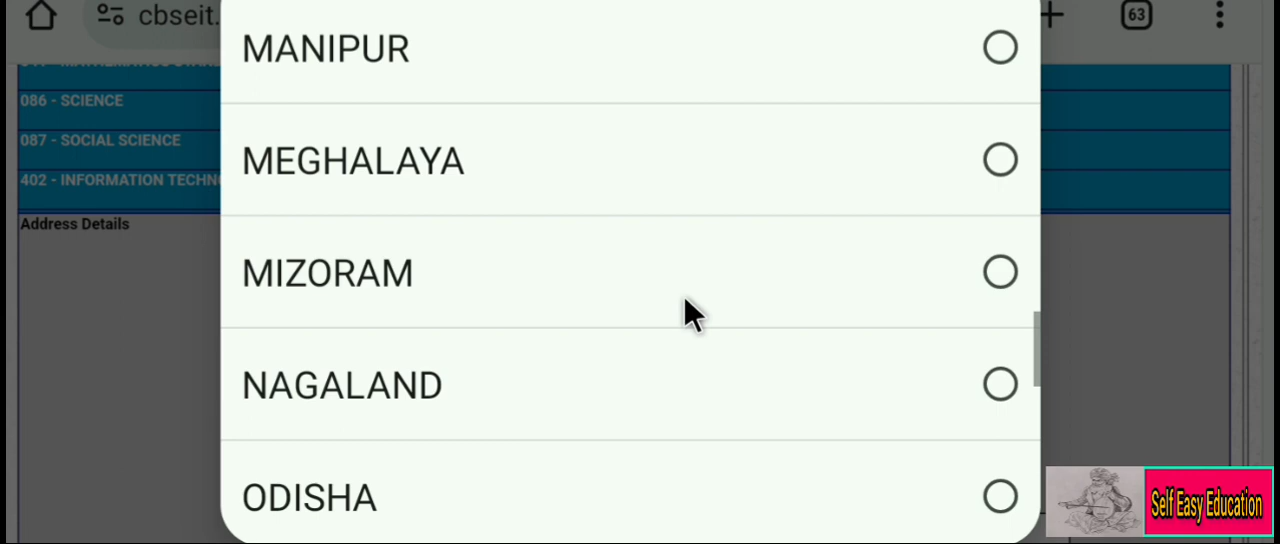 cbseit.
63
MANIPUR
086 - SCIENCE
MEGHALAYA
087 - SOCIAL SCIENCE
402 - INFORMATION TECHN
Address Details
MIZORAM
NAGALAND
ODISHA
Self Easy Education